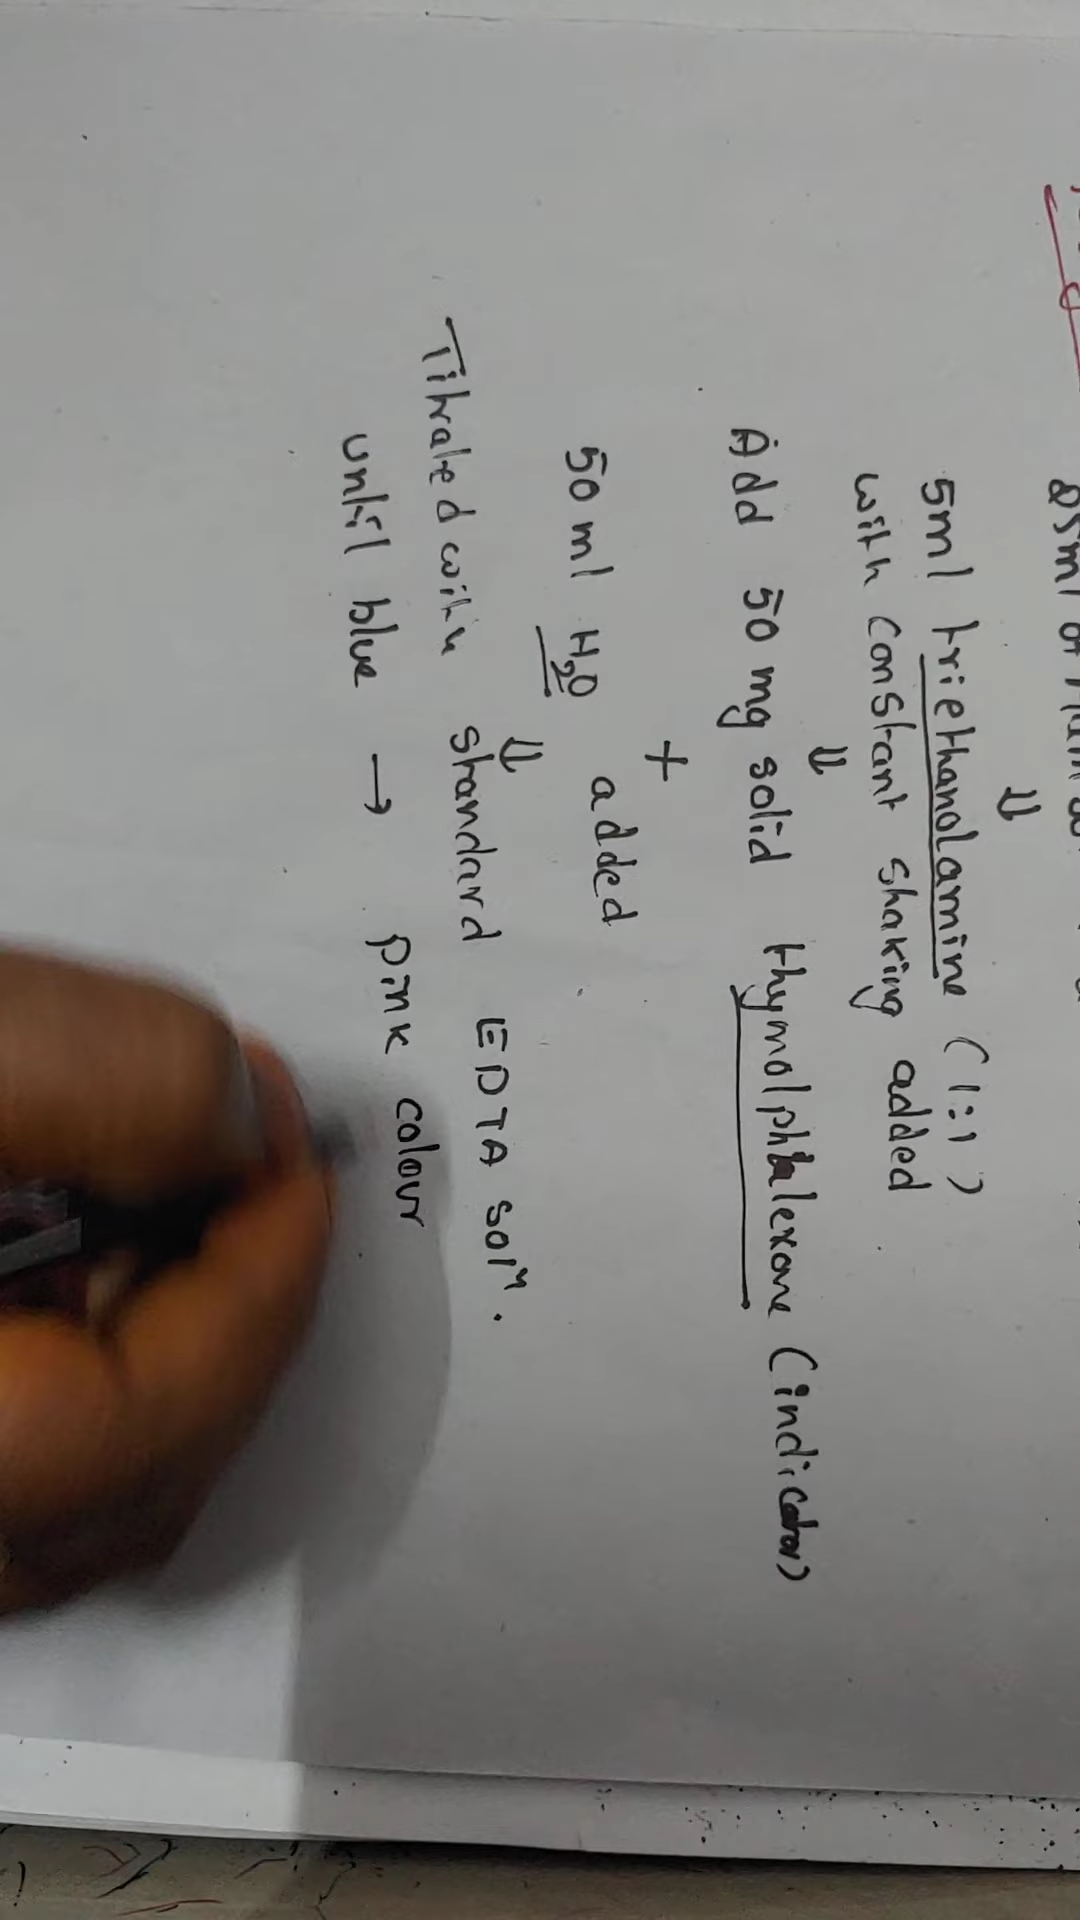 ⇓
5ml triethanolamine (1:1)
with constant shaking added
⇓
Add 50 mg solid thymolphthalexone (indicator)
+
50 ml H₂O added
⇓
Titrated with standard EDTA solⁿ.
until blue → pink colour